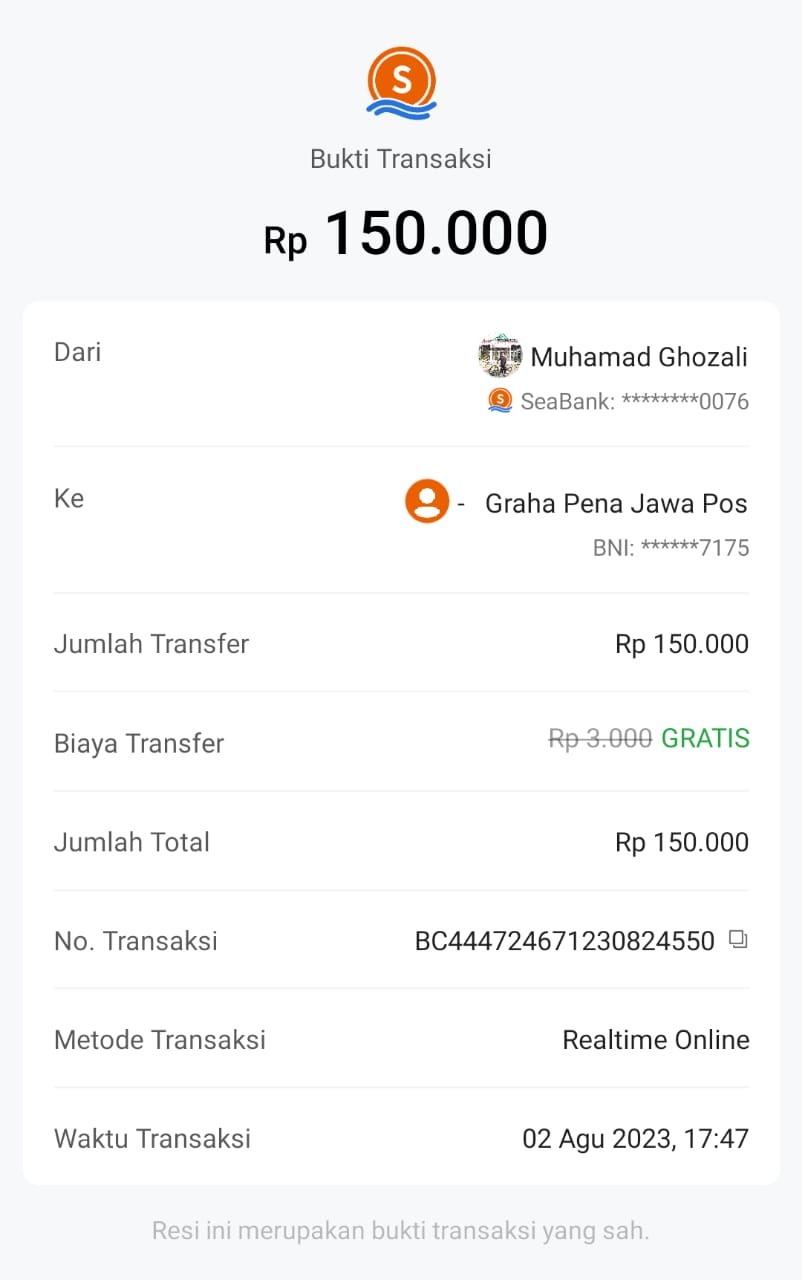 S
Bukti Transaksi
Rp 150.000
Dari
Muhamad Ghozali
S SeaBank: ********0076
Ke
- Graha Pena Jawa Pos
BNI: ******7175
Jumlah Transfer Rp 150.000
Biaya Transfer Rp 3.000 GRATIS
Jumlah Total Rp 150.000
No. Transaksi BC444724671230824550
Metode Transaksi Realtime Online
Waktu Transaksi 02 Agu 2023, 17:47
Resi ini merupakan bukti transaksi yang sah.